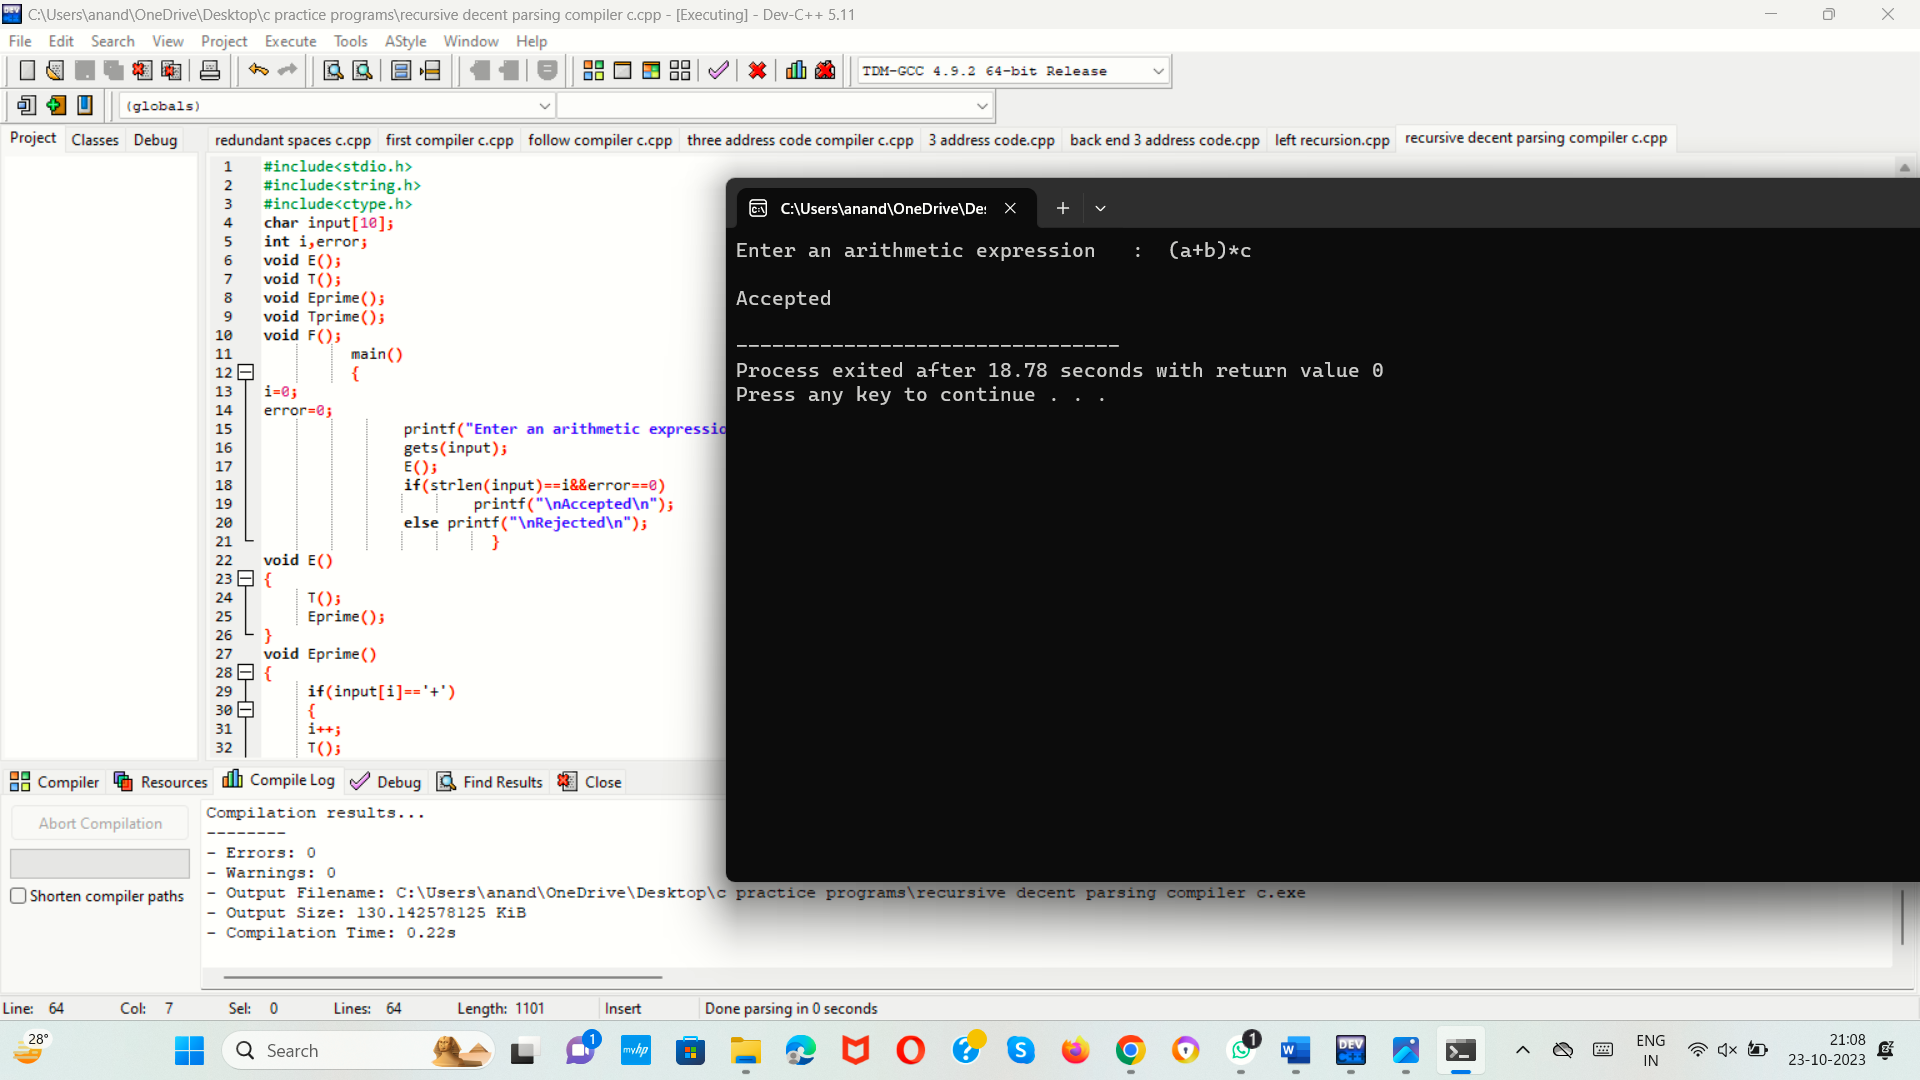 C:\Users\anand\OneDrive\Desktop\c practice programs\recursive decent parsing compiler c.cpp - [Executing] - Dev-C++ 5.11
File Edit Search View Project Execute Tools AStyle Window Help
TDM-GCC 4.9.2 64-bit Release
(globals)
Project Classes Debug
redundant spaces c.cpp first compiler c.cpp follow compiler c.cpp three address code compiler c.cpp 3 address code.cpp back end 3 address code.cpp left recursion.cpp recursive decent parsing compiler c.cpp
1 #include<stdio.h>
2 #include<string.h>
3 #include<ctype.h>
4 char input[10];
5 int i,error;
6 void E();
7 void T();
8 void Eprime();
9 void Tprime();
10 void F();
11 main()
12 {
13 i=0;
14 error=0;
15 printf("Enter an arithmetic expressio
16 gets(input);
17 E();
18 if(strlen(input)==i&&error==0)
19 printf("\nAccepted\n");
20 else printf("\nRejected\n");
21 }
22 void E()
23 {
24 T();
25 Eprime();
26 }
27 void Eprime()
28 {
29 if(input[i]=='+')
30 {
31 i++;
32 T();
C:\Users\anand\OneDrive\De
Enter an arithmetic expression : (a+b)*c
Accepted
--------------------------------
Process exited after 18.78 seconds with return value 0
Press any key to continue . . .
Compiler Resources Compile Log Debug Find Results Close
Abort Compilation
Shorten compiler paths
Compilation results...
--------
- Errors: 0
- Warnings: 0
- Output Filename: C:\Users\anand\OneDrive\Desktop\c practice programs\recursive decent parsing compiler c.exe
- Output Size: 130.142578125 KiB
- Compilation Time: 0.22s
Line: 64 Col: 7 Sel: 0 Lines: 64 Length: 1101 Insert Done parsing in 0 seconds
28° Search 1 myhp 1 W DEV C++ ENG IN 21:08 23-10-2023